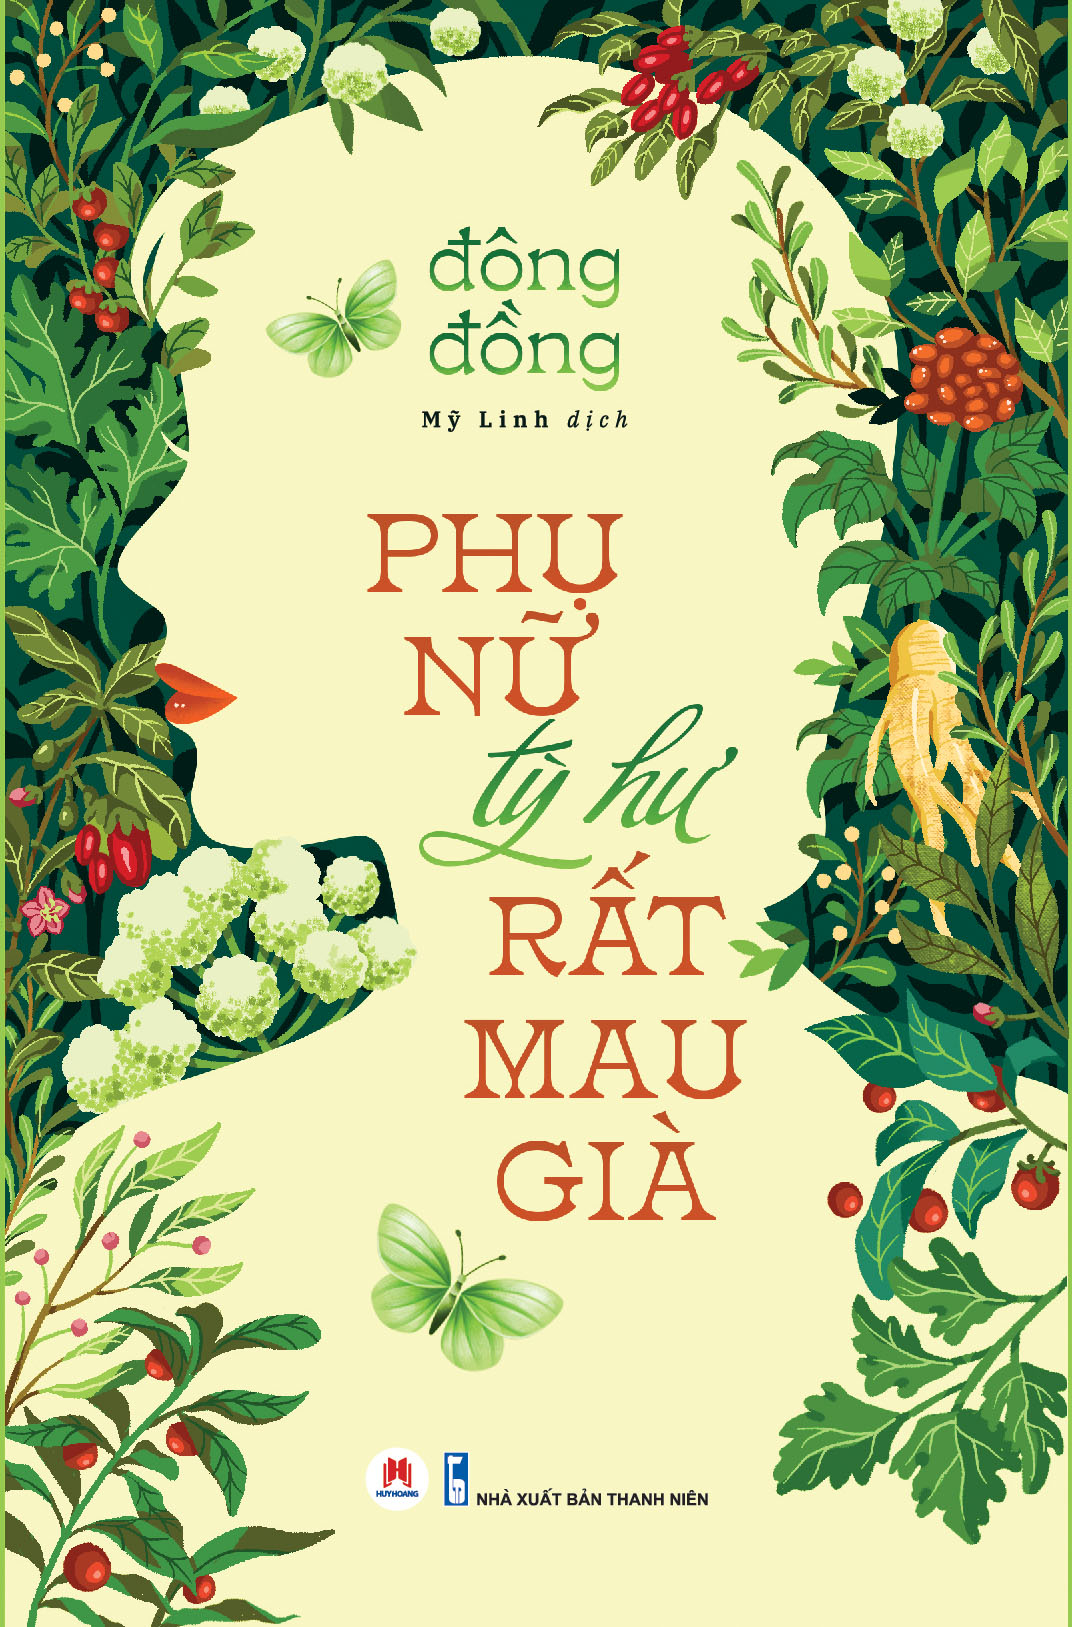 đông
đồng
Mỹ Linh dịch
PHỤ
NỮ
tỳ hư
RẤT
MAU
GIÀ
HUYHOANG
NHÀ XUẤT BẢN THANH NIÊN